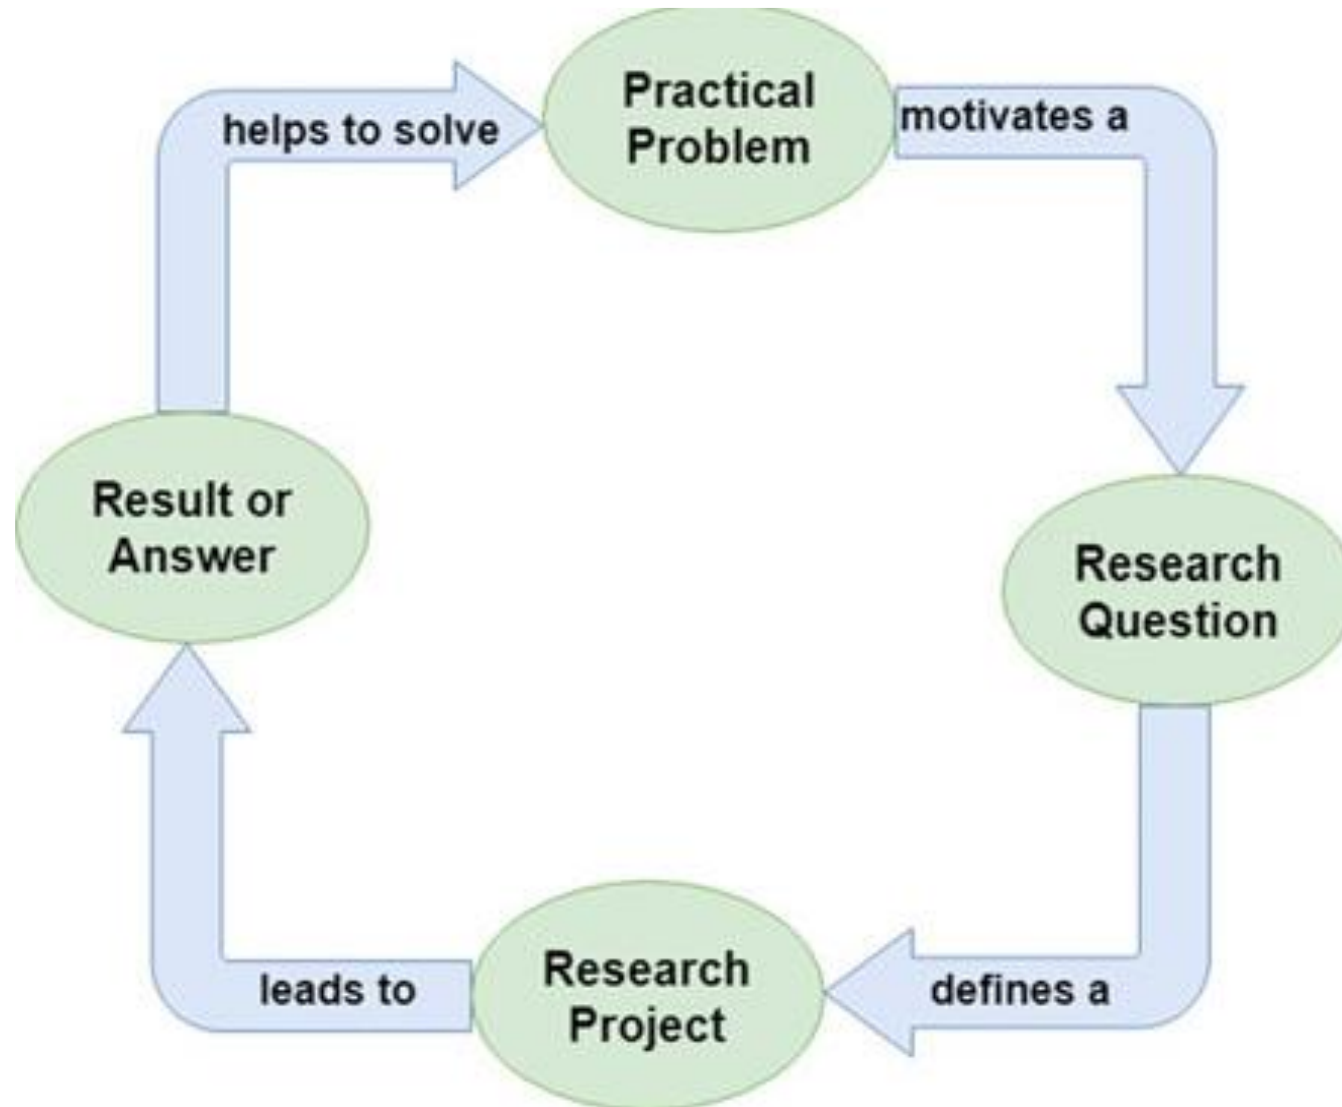 Practical
Problem
motivates a
Research
Question
defines a
Research
Project
leads to
Result or
Answer
helps to solve